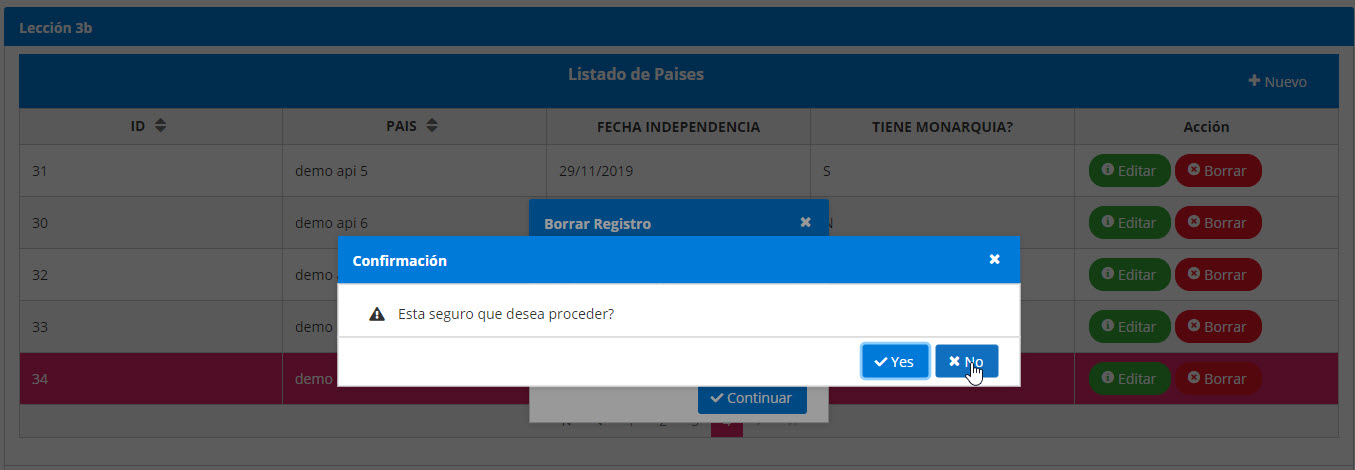 Lección 3b
Listado de Paises
Nuevo
ID PAIS FECHA INDEPENDENCIA TIENE MONARQUIA? Acción
31 demo api 5 29/11/2019 S Editar Borrar
30 demo api 6 N Editar Borrar
Borrar Registro
Confirmación
32 demo Editar Borrar
Esta seguro que desea proceder?
33 demo Editar Borrar
Yes No
34 demo Editar Borrar
Continuar